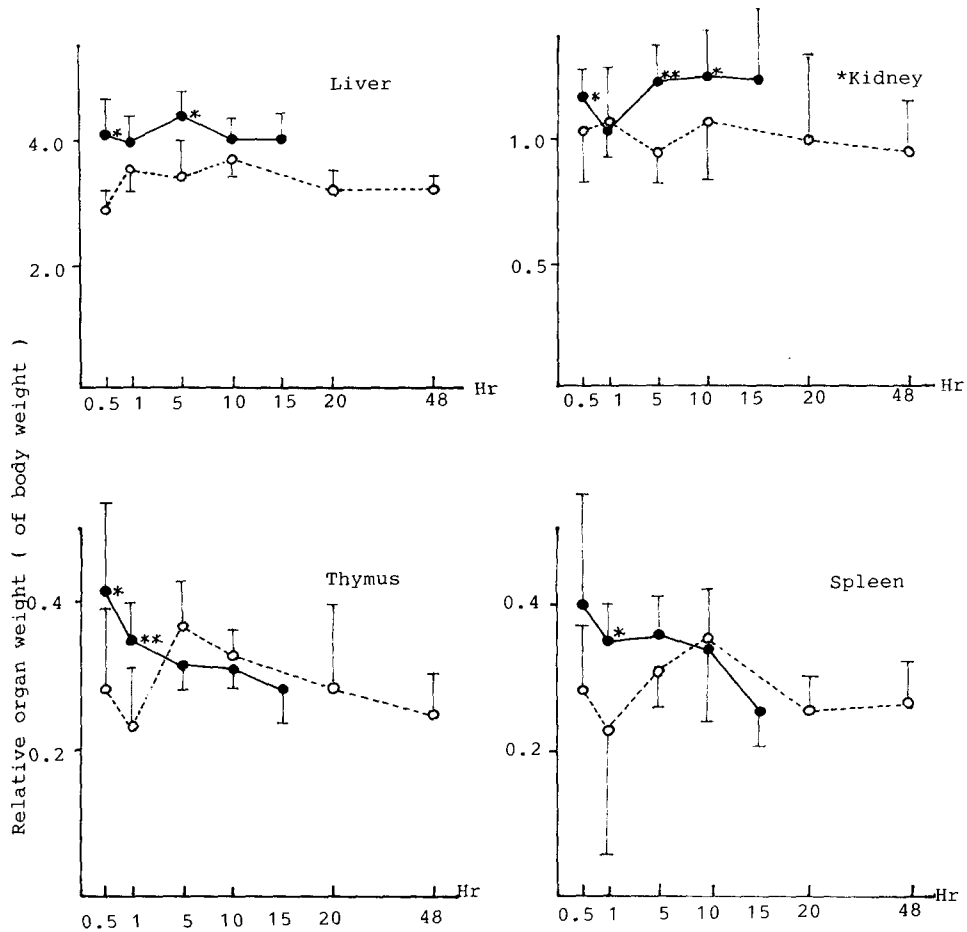 Relative organ weight ( of body weight )
Liver
4.0
2.0
* *
Hr
0.5 1 5 10 15 20 48
*Kidney
1.0
0.5
* ** *
Hr
0.5 1 5 10 15 20 48
Thymus
0.4
0.2
* **
Hr
0.5 1 5 10 15 20 48
Spleen
0.4
0.2
*
Hr
0.5 1 5 10 15 20 48